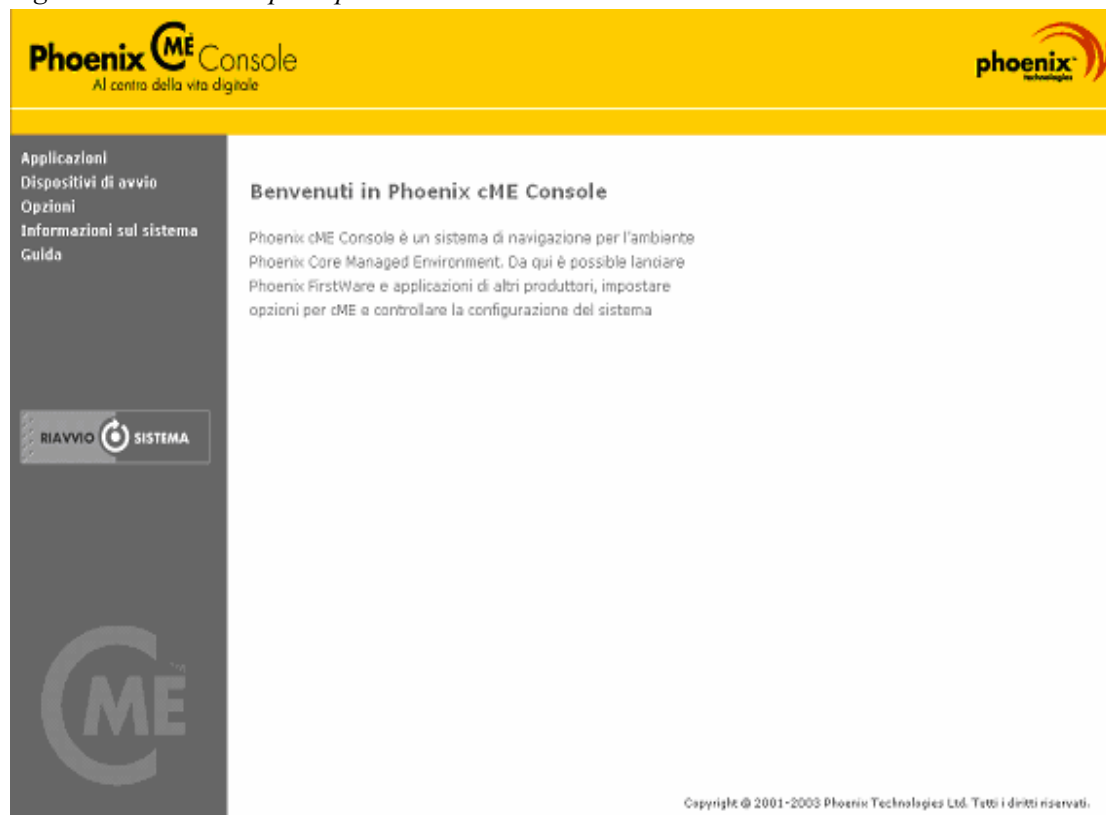 Phoenix CME Console
Al centro della vita digitale
phoenix
technologies
Applicazioni
Dispositivi di avvio
Opzioni
Informazioni sul sistema
Guida
Benvenuti in Phoenix cME Console
Phoenix cME Console è un sistema di navigazione per l'ambiente
Phoenix Core Managed Environment. Da qui è possible lanciare
Phoenix FirstWare e applicazioni di altri produttori, impostare
opzioni per cME e controllare la configurazione del sistema
RIAVVIO SISTEMA
CME™
Copyright @ 2001-2003 Phoenix Technologies Ltd. Tutti i diritti riservati.